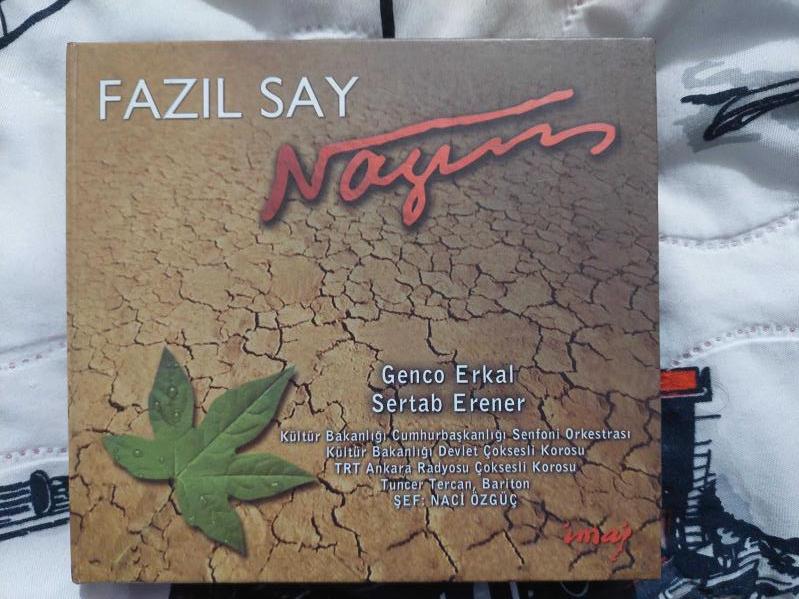 FAZIL SAY
Nazım
Genco Erkal
Sertab Erener
Kültür Bakanlığı Cumhurbaşkanlığı Senfoni Orkestrası
Kültür Bakanlığı Devlet Çoksesli Korosu
TRT Ankara Radyosu Çoksesli Korosu
Tuncer Tercan, Bariton
ŞEF: NACİ ÖZGÜÇ
imaj